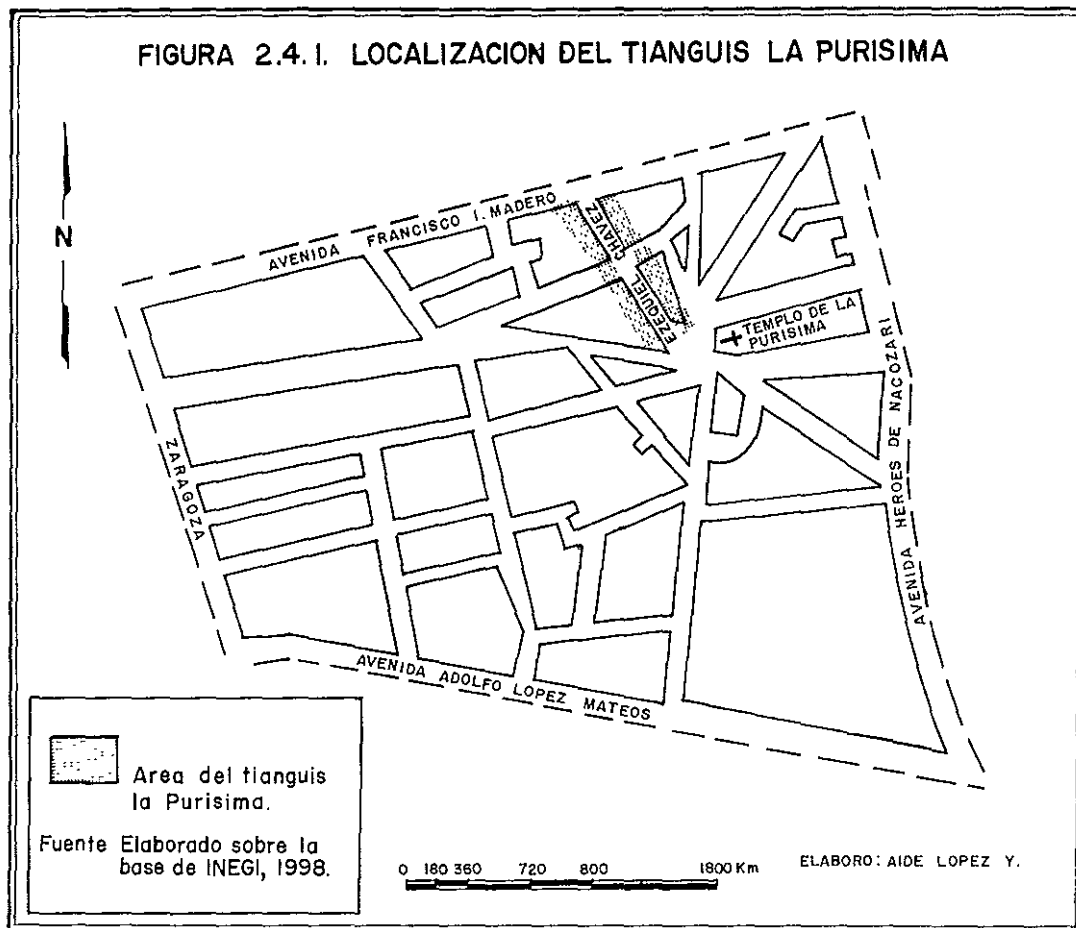 FIGURA 2.4.1. LOCALIZACION DEL TIANGUIS LA PURISIMA
N
AVENIDA FRANCISCO I. MADERO
EZEQUIEL CHAVEZ
TEMPLO DE LA
PURISIMA
ZARAGOZA
AVENIDA HEROES DE NACOZARI
AVENIDA ADOLFO LOPEZ MATEOS
Area del tianguis
la Purisima.
Fuente Elaborado sobre la
base de INEGI, 1998.
0 180 360 720 800 1800 Km
ELABORO: AIDE LOPEZ Y.